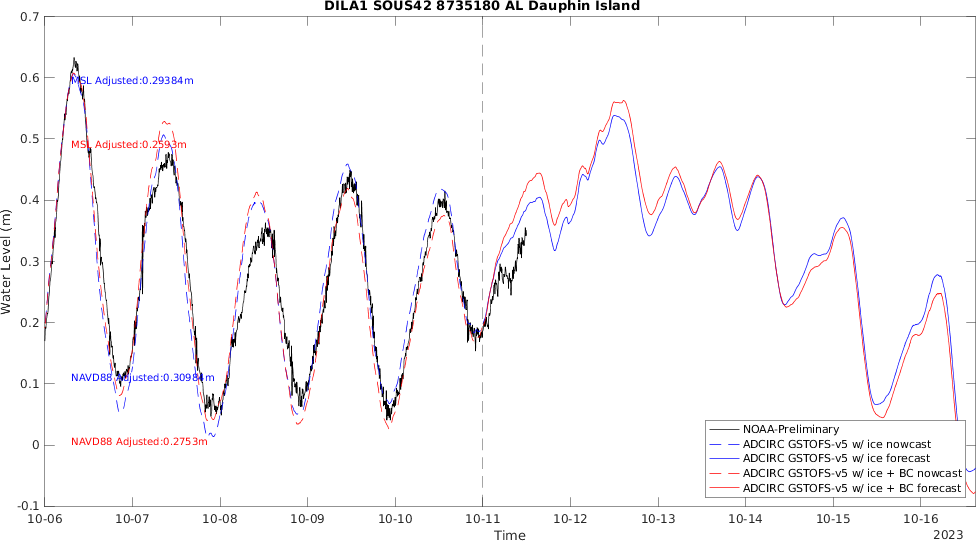 DILA1 SOUS42 8735180 AL Dauphin Island
Water Level (m)
0.7
0.6
0.5
0.4
0.3
0.2
0.1
0
-0.1
MSL Adjusted:0.29384m
MSL Adjusted:0.2593m
NAVD88 Adjusted:0.30984m
NAVD88 Adjusted:0.2753m
NOAA-Preliminary
ADCIRC GSTOFS-v5 w/ ice nowcast
ADCIRC GSTOFS-v5 w/ ice forecast
ADCIRC GSTOFS-v5 w/ ice + BC nowcast
ADCIRC GSTOFS-v5 w/ ice + BC forecast
10-06 10-07 10-08 10-09 10-10 10-11 10-12 10-13 10-14 10-15 10-16
Time
2023